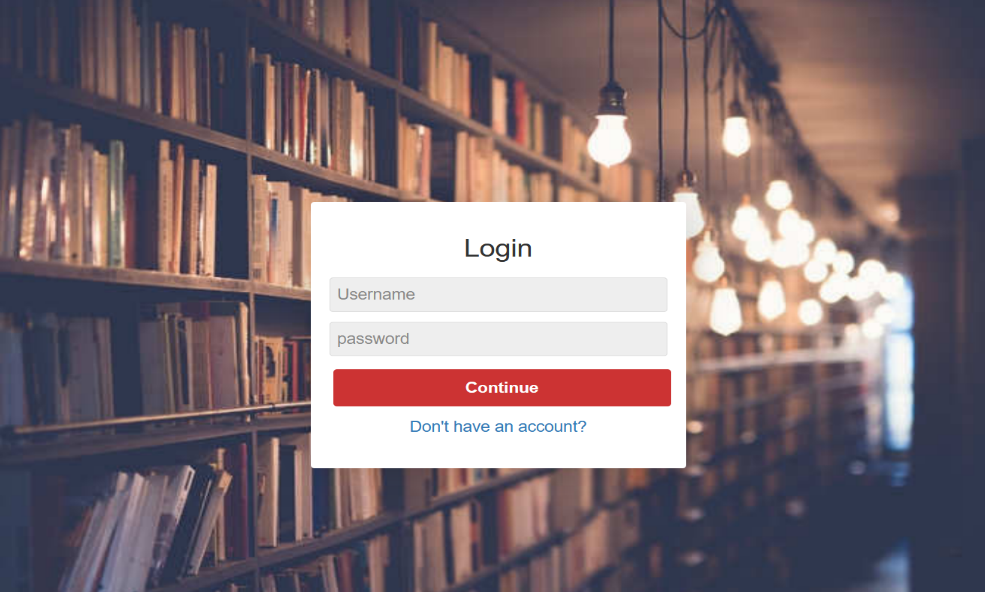 Login
Username
password
Continue
Don't have an account?